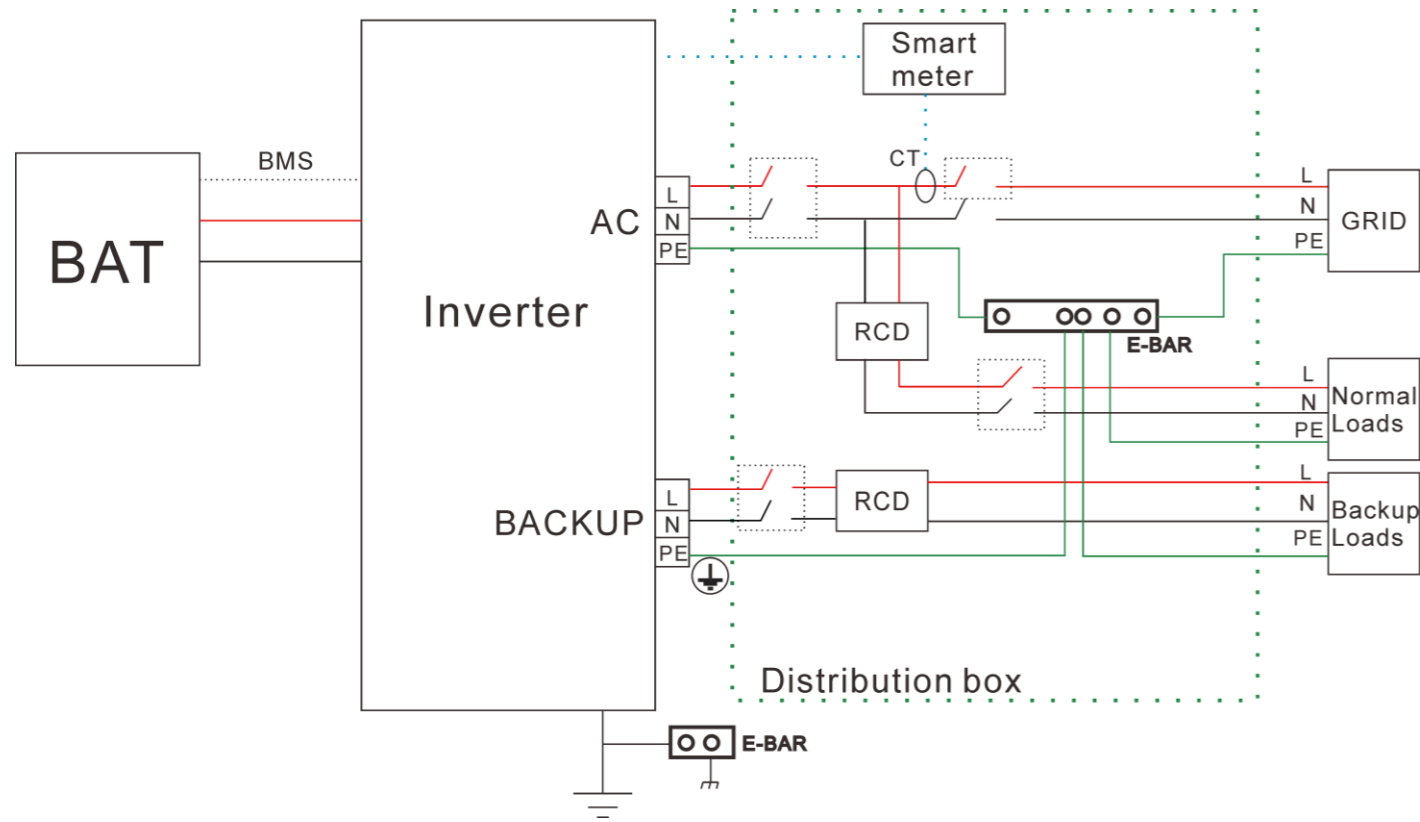 Smart
meter
BMS
CT
BAT
Inverter
AC
L
N
PE
L
N
PE
GRID
RCD
E-BAR
L
N
PE
Normal
Loads
BACKUP
L
N
PE
RCD
L
N
PE
Backup
Loads
Distribution box
E-BAR